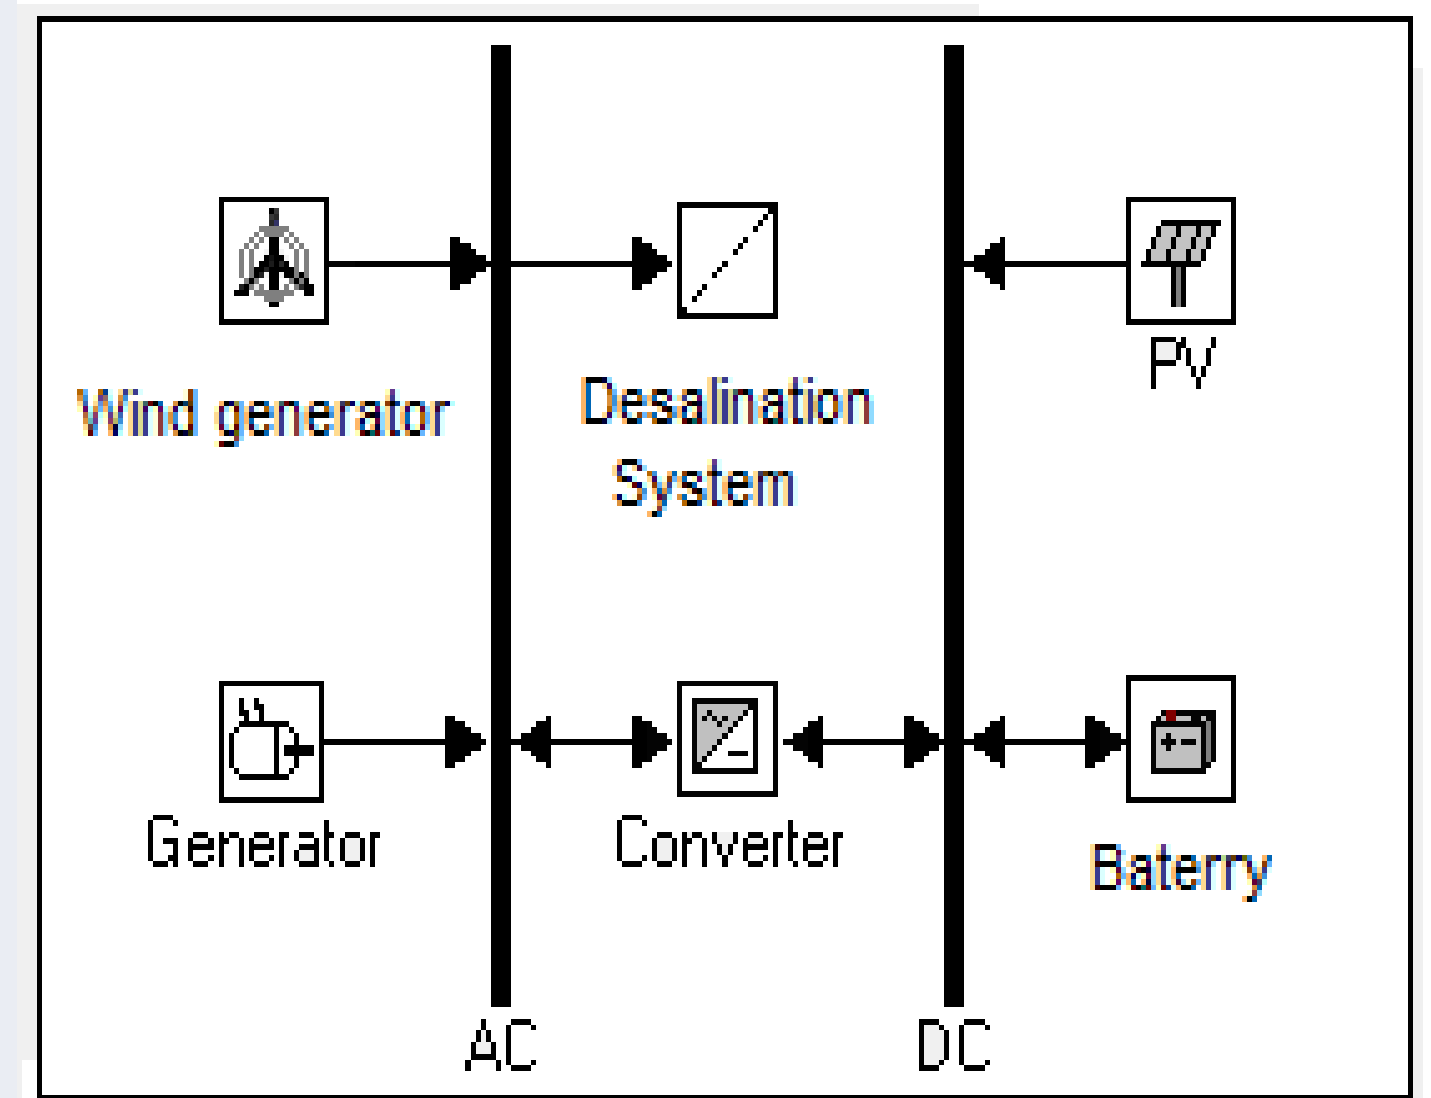 PV
Wind generator
Desalination
System
Generator
Converter
Baterry
AC
DC